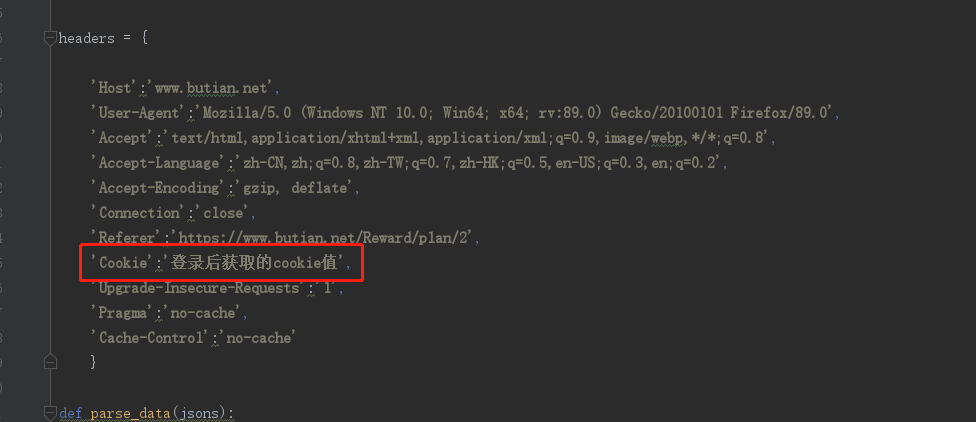 headers = {
'Host':'www.butian.net',
'User-Agent':'Mozilla/5.0 (Windows NT 10.0; Win64; x64; rv:89.0) Gecko/20100101 Firefox/89.0',
'Accept':'text/html,application/xhtml+xml,application/xml;q=0.9,image/webp,*/*;q=0.8',
'Accept-Language':'zh-CN,zh;q=0.8,zh-TW;q=0.7,zh-HK;q=0.5,en-US;q=0.3,en;q=0.2',
'Accept-Encoding':'gzip, deflate',
'Connection':'close',
'Referer':'https://www.butian.net/Reward/plan/2',
'Cookie':'登录后获取的cookie值',
'Upgrade-Insecure-Requests':'1',
'Pragma':'no-cache',
'Cache-Control':'no-cache'
}
def parse_data(jsons):